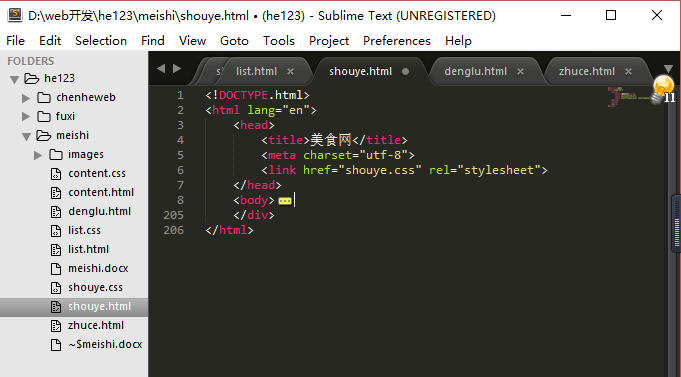 D:\web开发\he123\meishi\shouye.html • (he123) - Sublime Text (UNREGISTERED)
File Edit Selection Find View Goto Tools Project Preferences Help
FOLDERS
he123
chenheweb
fuxi
meishi
images
content.css
content.html
denglu.html
list.css
list.html
meishi.docx
shouye.css
shouye.html
zhuce.html
~$meishi.docx
s list.html × shouye.html denglu.html × zhuce.html ×
1 <!DOCTYPE.html>
2 <html lang="en">
3 <head>
4 <title>美食网</title>
5 <meta charset="utf-8">
6 <link href="shouye.css" rel="stylesheet">
7 </head>
8 <body>
205 </div>
206 </html>